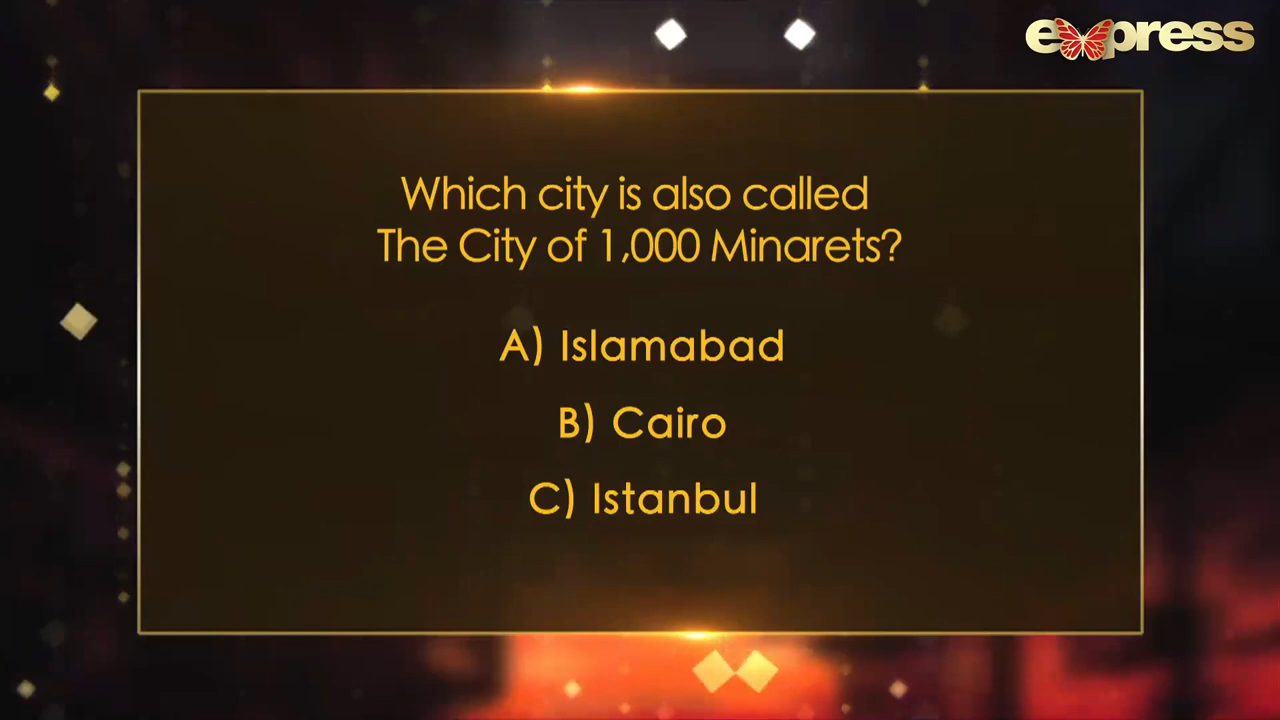 express
Which city is also called
The City of 1,000 Minarets?
A) Islamabad
B) Cairo
C) Istanbul